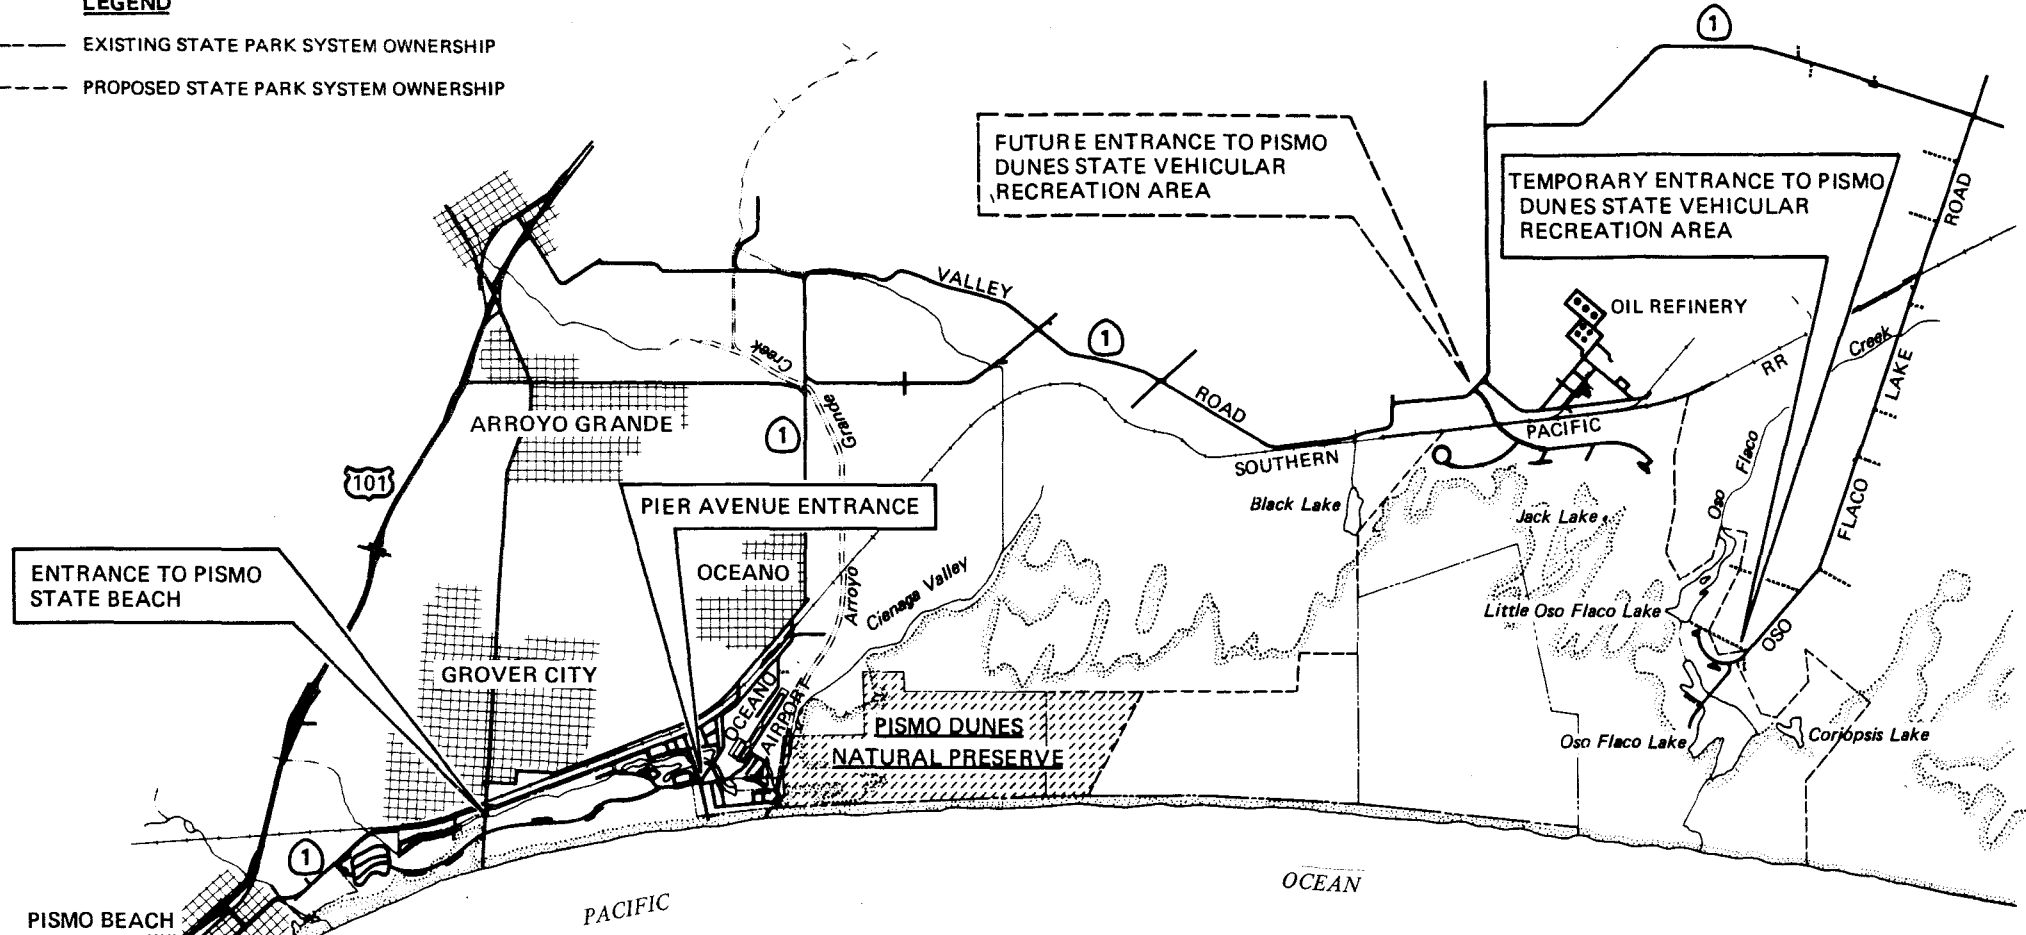 LEGEND
EXISTING STATE PARK SYSTEM OWNERSHIP
PROPOSED STATE PARK SYSTEM OWNERSHIP
1
FUTURE ENTRANCE TO PISMO
DUNES STATE VEHICULAR
RECREATION AREA
TEMPORARY ENTRANCE TO PISMO
DUNES STATE VEHICULAR
RECREATION AREA
ROAD
VALLEY
OIL REFINERY
1
Creek
Creek
RR
LAKE
ROAD
Grande
ARROYO GRANDE
1
PACIFIC
SOUTHERN
101
PIER AVENUE ENTRANCE
Black Lake
Jack Lake
Flaco
Oso
FLACO
ENTRANCE TO PISMO
STATE BEACH
OCEANO
Arroyo
Cienaga Valley
Little Oso Flaco Lake
OSO
GROVER CITY
OCEANO
AIRPORT
PISMO DUNES
NATURAL PRESERVE
Oso Flaco Lake
Coriopsis Lake
1
PISMO BEACH
PACIFIC
OCEAN